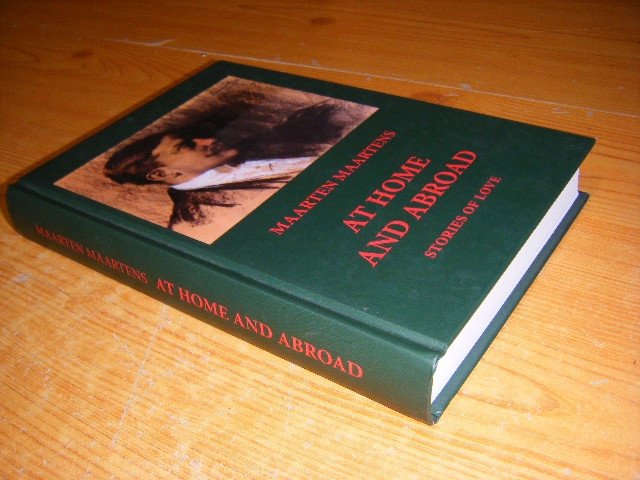 MAARTEN MAARTENS
AT HOME
AND ABROAD
STORIES OF LOVE
MAARTEN MAARTENS AT HOME AND ABROAD